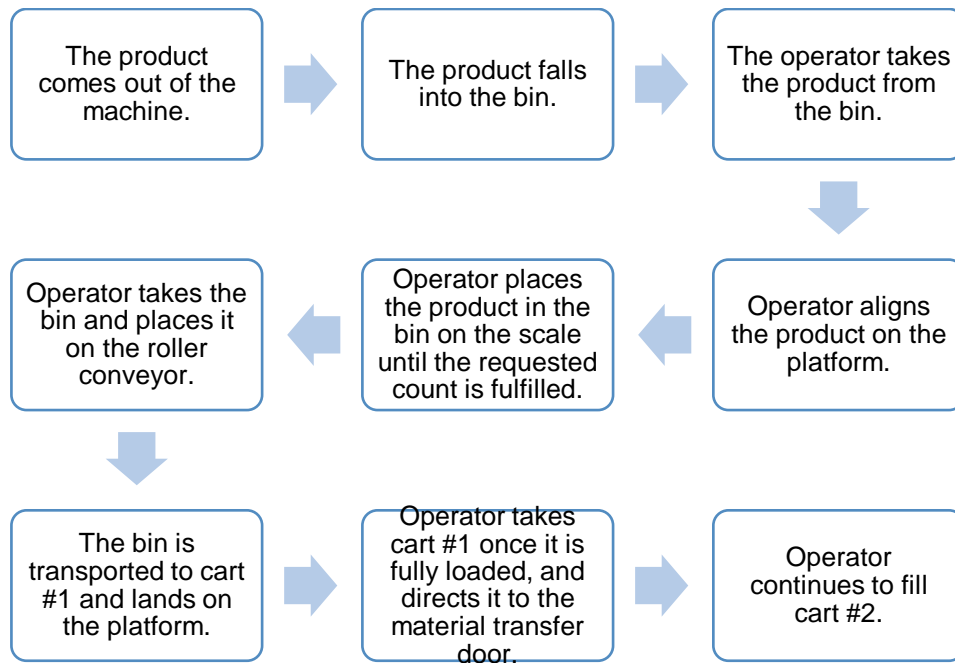 The product
comes out of the
machine.
The product falls
into the bin.
The operator takes
the product from
the bin.
Operator aligns
the product on the
platform.
Operator places
the product in the
bin on the scale
until the requested
count is fulfilled.
Operator takes the
bin and places it
on the roller
conveyor.
The bin is
transported to cart
#1 and lands on
the platform.
Operator takes
cart #1 once it is
fully loaded, and
directs it to the
material transfer
door.
Operator
continues to fill
cart #2.